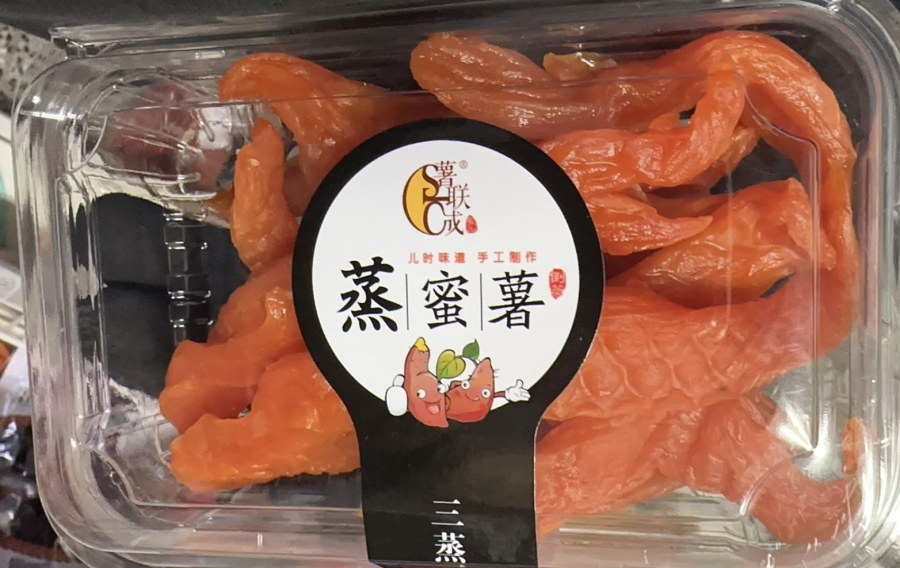 薯联成®
儿时味道 手工制作
蒸蜜薯
三蒸